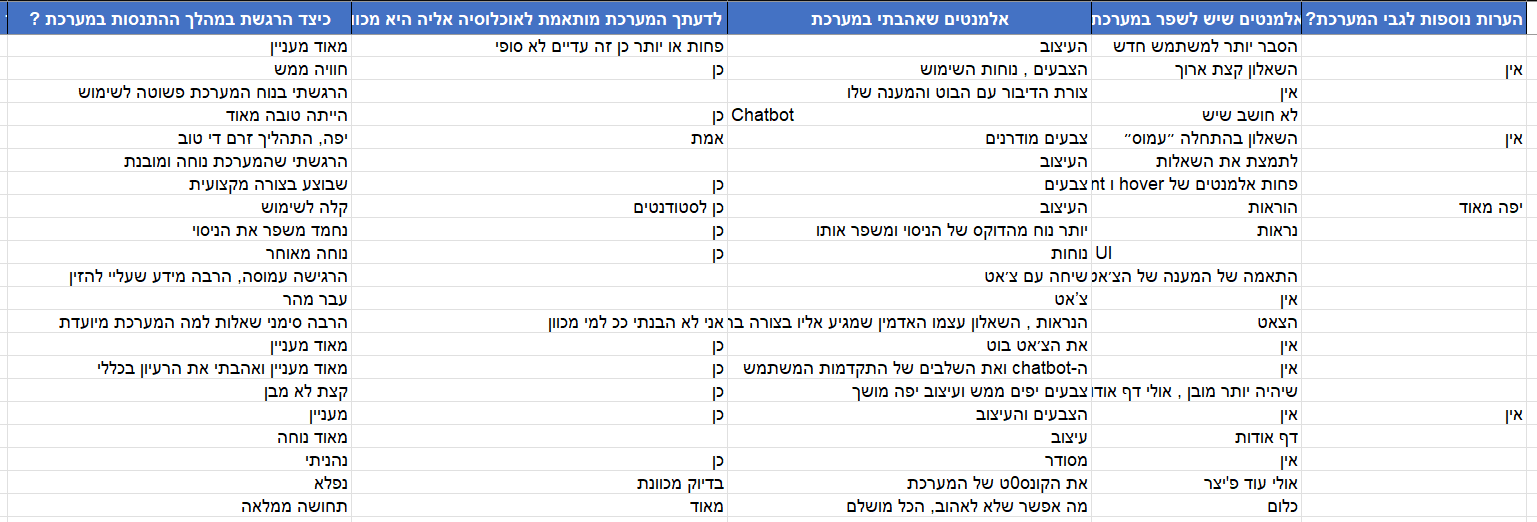 הערות נוספות לגבי המערכת? אלמנטים שיש לשפר במערכת אלמנטים שאהבתי במערכת לדעתך המערכת מותאמת לאוכלוסיה אליה היא מכוונ כיצד הרגשת במהלך ההתנסות במערכת ?
הסבר יותר למשתמש חדש העיצוב פחות או יותר כן זה עדיים לא סופי מאוד מעניין
אין השאלון קצת ארוך הצבעים , נוחות השימוש כן חוויה ממש
אין צורת הדיבור עם הבוט והמענה שלו הרגשתי בנוח המערכת פשוטה לשימוש
לא חושב שיש Chatbot כן הייתה טובה מאוד
אין השאלון בהתחלה ״עמוס״ צבעים מודרנים אמת יפה, התהליך זרם די טוב
לתמצת את השאלות העיצוב הרגשתי שהמערכת נוחה ומובנת
פחות אלמנטים של hover ו nt צבעים כן שבוצע בצורה מקצועית
יפה מאוד הוראות העיצוב כן לסטודנטים קלה לשימוש
נראות יותר נוח מהדוקס של הניסוי ומשפר אותו כן נחמד משפר את הניסוי
UI נוחות כן נוחה מאוחר
התאמה של המענה של הצ׳אט שיחה עם צ׳אט הרגישה עמוסה, הרבה מידע שעליי להזין
אין צ'אט עבר מהר
הצאט הנראות , השאלון עצמו האדמין שמגיע אליו בצורה בר אני לא הבנתי ככ למי מכוון הרבה סימני שאלות למה המערכת מיועדת
אין את הצ׳אט בוט כן מאוד מעניין
אין ה-chatbot ואת השלבים של התקדמות המשתמש כן מאוד מעניין ואהבתי את הרעיון בכללי
שיהיה יותר מובן , אולי דף אודו צבעים יפים ממש ועיצוב יפה מושך כן קצת לא מבן
אין אין הצבעים והעיצוב כן מעניין
דף אודות עיצוב מאוד נוחה
אין מסודר כן נהניתי
אולי עוד פ'יצר את הקונס0ט של המערכת בדיוק מכוונת נפלא
כלום מה אפשר שלא לאהוב, הכל מושלם מאוד תחושה ממלאה